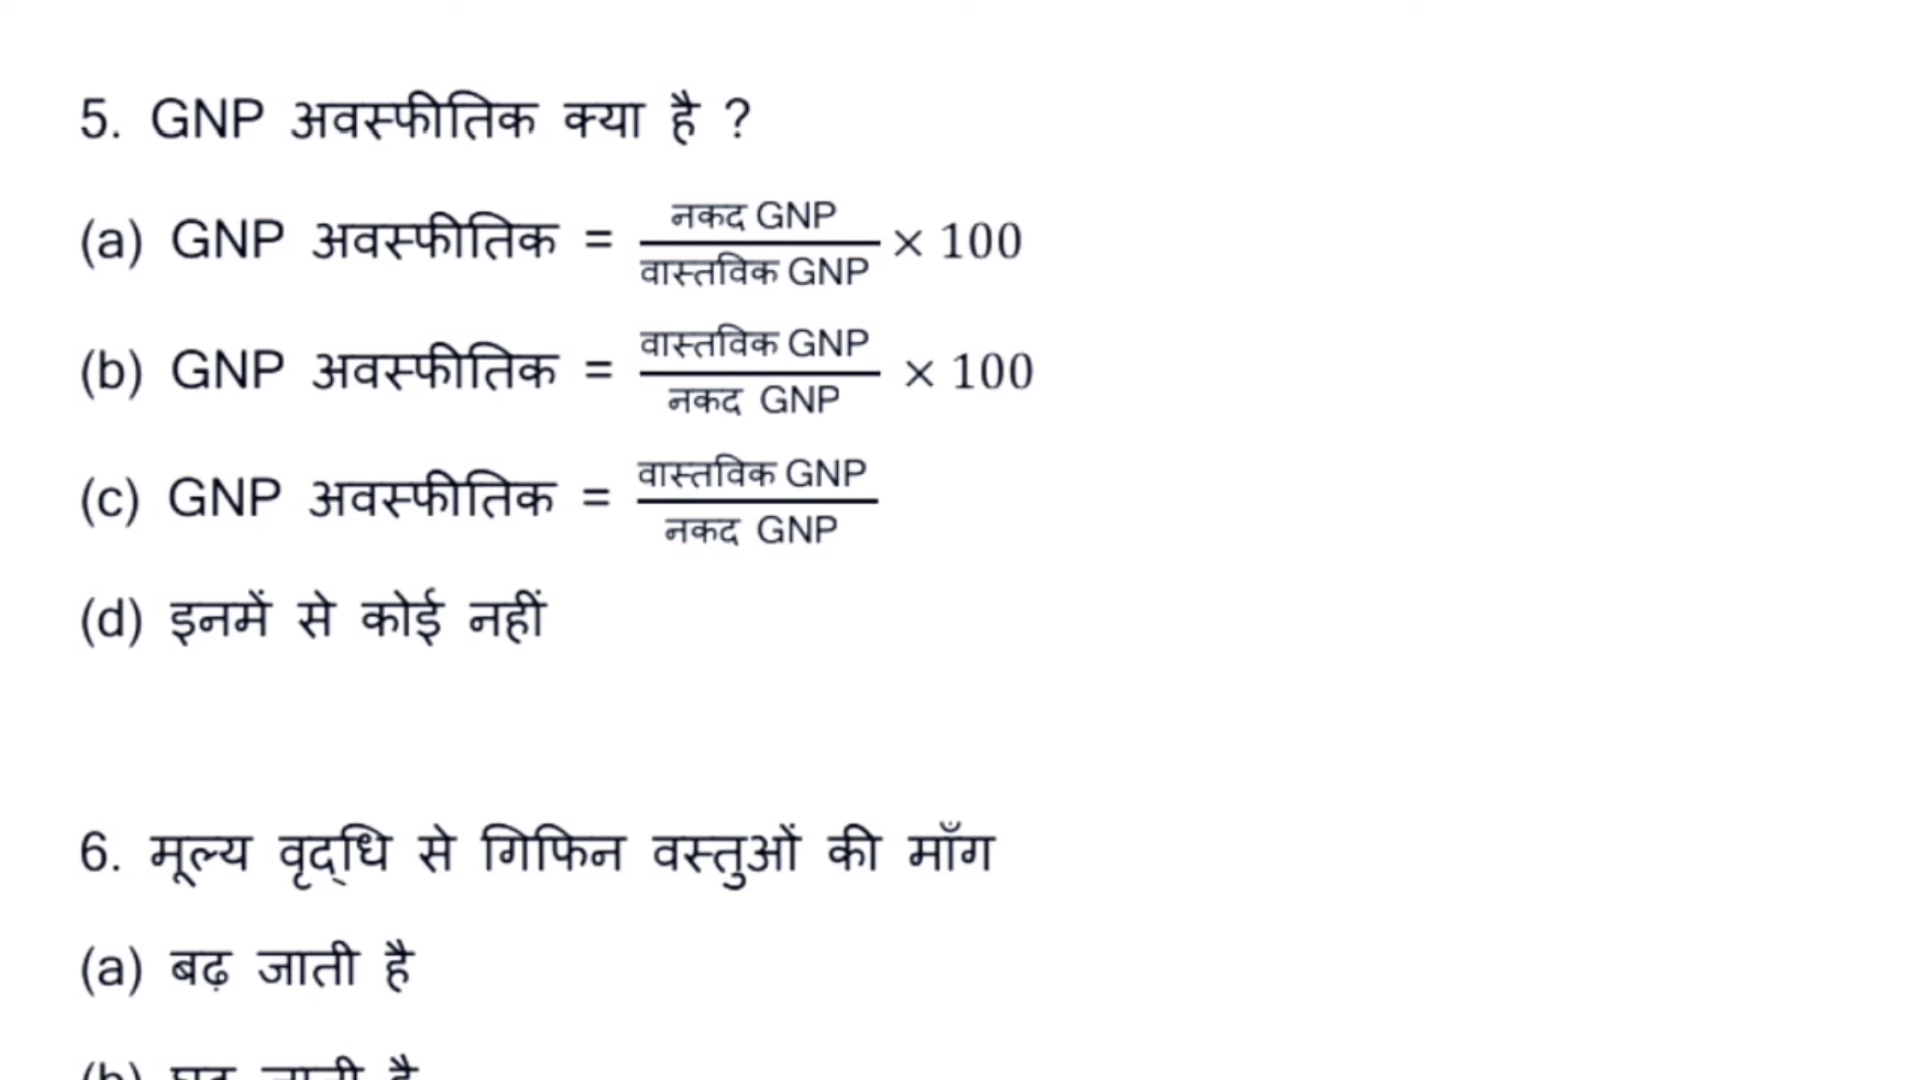 5. GNP अवस्फीतिक क्या है ?
(a) GNP अवस्फीतिक = नकद GNP / वास्तविक GNP × 100
(b) GNP अवस्फीतिक = वास्तविक GNP / नकद GNP × 100
(c) GNP अवस्फीतिक = वास्तविक GNP / नकद GNP
(d) इनमें से कोई नहीं
6. मूल्य वृद्‌धि से गिफिन वस्तुओं की माँग
(a) बढ़ जाती है